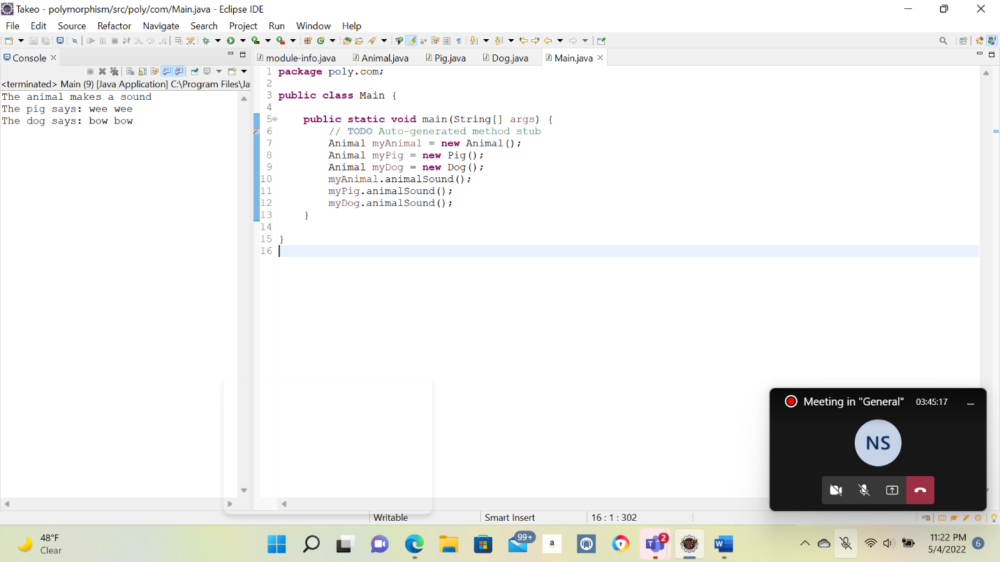 Takeo - polymorphism/src/poly/com/Main.java - Eclipse IDE
File Edit Source Refactor Navigate Search Project Run Window Help
Console
<terminated> Main (9) [Java Application] C:\Program Files\Ja
The animal makes a sound
The pig says: wee wee
The dog says: bow bow
module-info.java Animal.java Pig.java Dog.java Main.java
1 package poly.com;
2
3 public class Main {
4
5 public static void main(String[] args) {
6 // TODO Auto-generated method stub
7 Animal myAnimal = new Animal();
8 Animal myPig = new Pig();
9 Animal myDog = new Dog();
10 myAnimal.animalSound();
11 myPig.animalSound();
12 myDog.animalSound();
13 }
14
15 }
16
Meeting in "General" 03:45:17
NS
Writable Smart Insert 16 : 1 : 302
48°F
Clear
99+
a
T 2
W
11:22 PM
5/4/2022
6